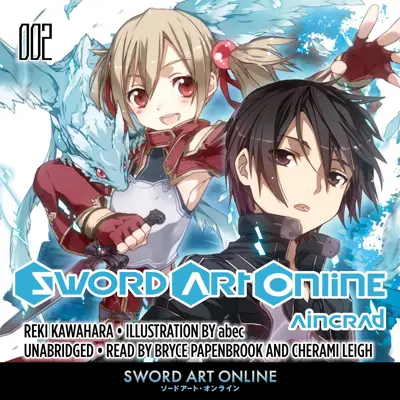 002
SWORD ART ONLINE
AINCRAD
REKI KAWAHARA • ILLUSTRATION BY abec
UNABRIDGED • READ BY BRYCE PAPENBROOK AND CHERAMI LEIGH
SWORD ART ONLINE
ソードアート・オンライン